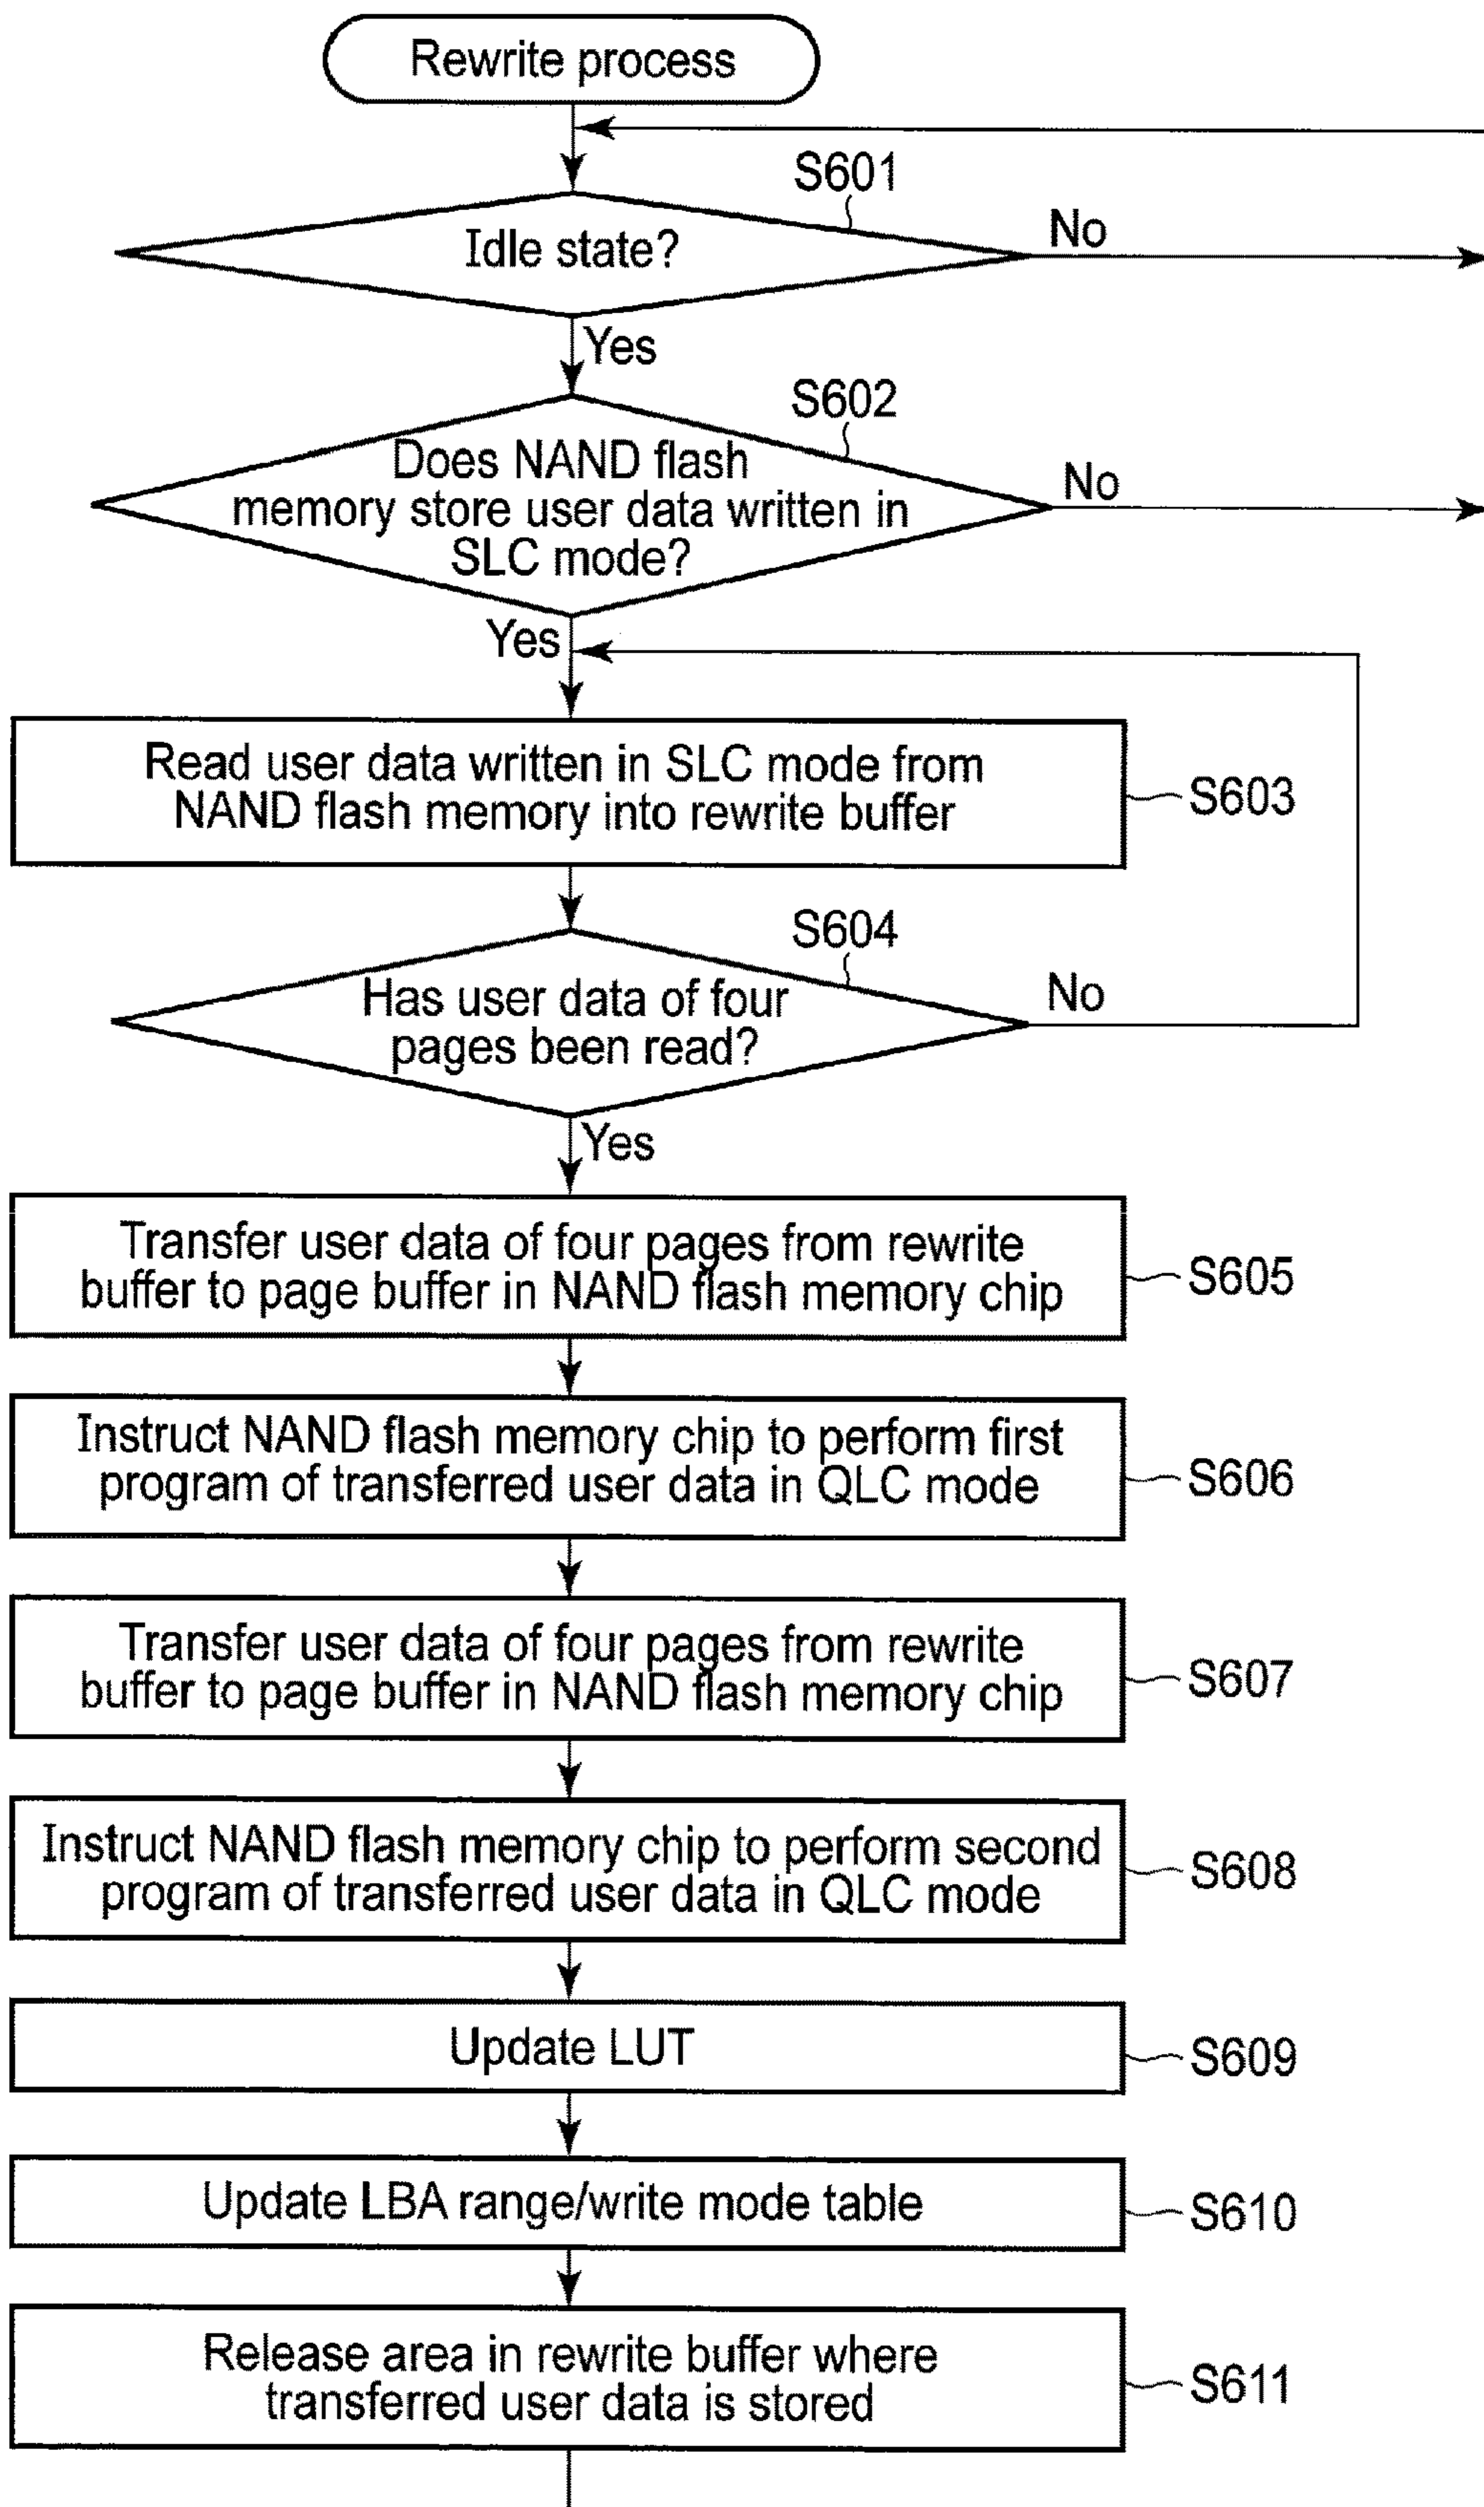 Rewrite process
S601
Idle state?
No
Yes
S602
Does NAND flash
memory store user data written in
SLC mode?
No
Yes
Read user data written in SLC mode from
NAND flash memory into rewrite buffer
S603
S604
Has user data of four
pages been read?
No
Yes
Transfer user data of four pages from rewrite
buffer to page buffer in NAND flash memory chip
S605
Instruct NAND flash memory chip to perform first
program of transferred user data in QLC mode
S606
Transfer user data of four pages from rewrite
buffer to page buffer in NAND flash memory chip
S607
Instruct NAND flash memory chip to perform second
program of transferred user data in QLC mode
S608
Update LUT
S609
Update LBA range/write mode table
S610
Release area in rewrite buffer where
transferred user data is stored
S611